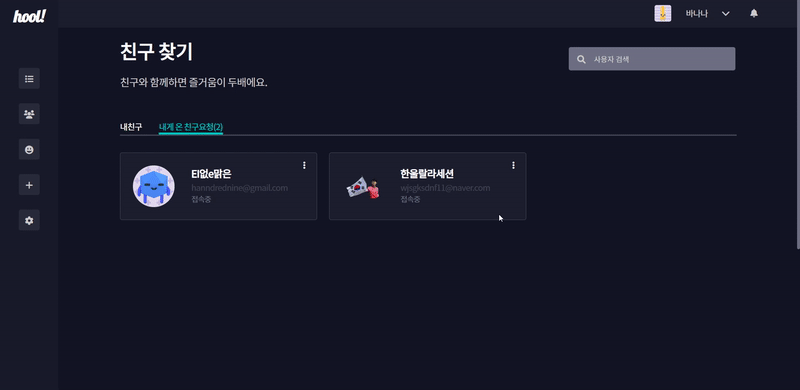 hool!
바나나
친구 찾기
사용자 검색
친구와 함께하면 즐거움이 두배에요.
내친구
내게 온 친구요청(2)
티없e맑은
hanndrednine@gmail.com
접속중
한울랄라세션
wjsgksdnf11@naver.com
접속중